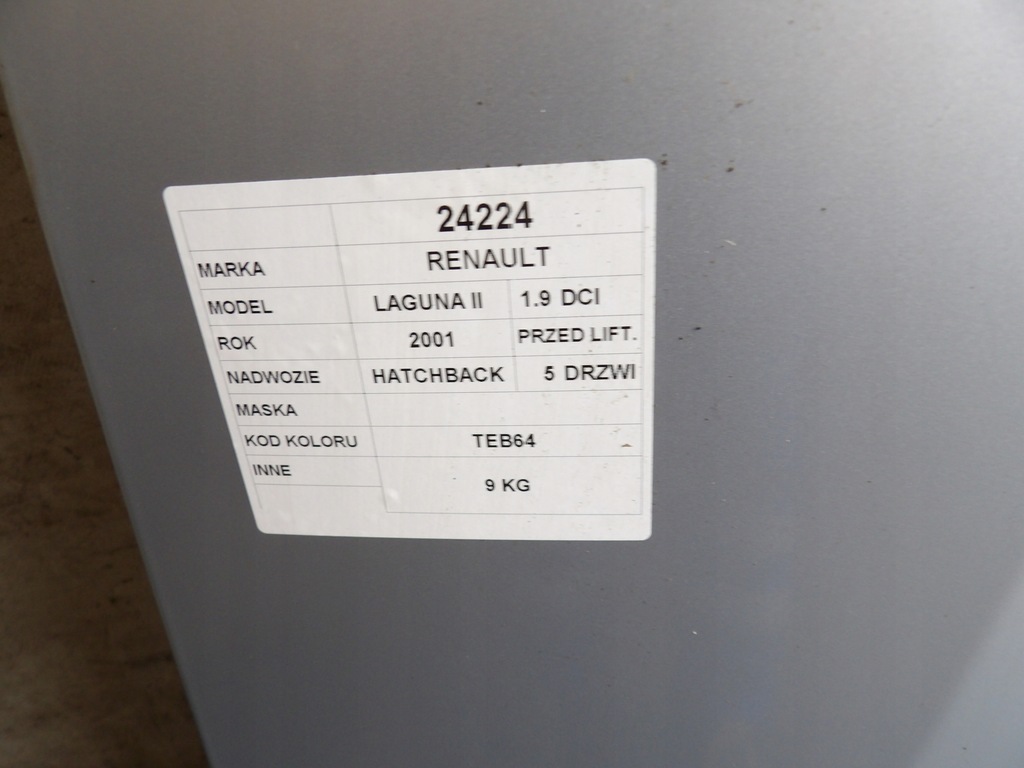 24224
MARKA RENAULT
MODEL LAGUNA II 1.9 DCI
ROK 2001 PRZED LIFT.
NADWOZIE HATCHBACK 5 DRZWI
MASKA
KOD KOLORU TEB64
INNE 9 KG